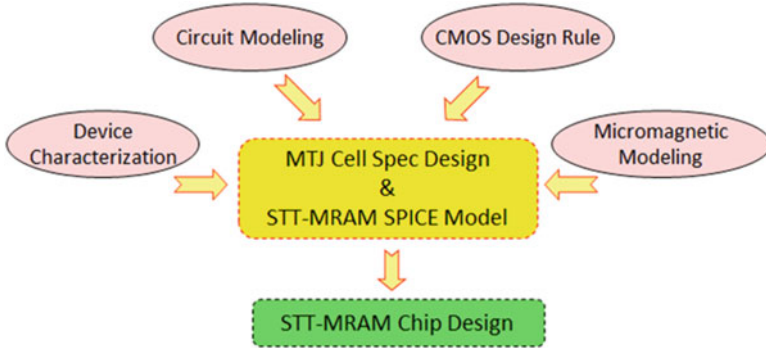 Circuit Modeling
CMOS Design Rule
Device
Characterization
Micromagnetic
Modeling
MTJ Cell Spec Design
&
STT-MRAM SPICE Model
STT-MRAM Chip Design